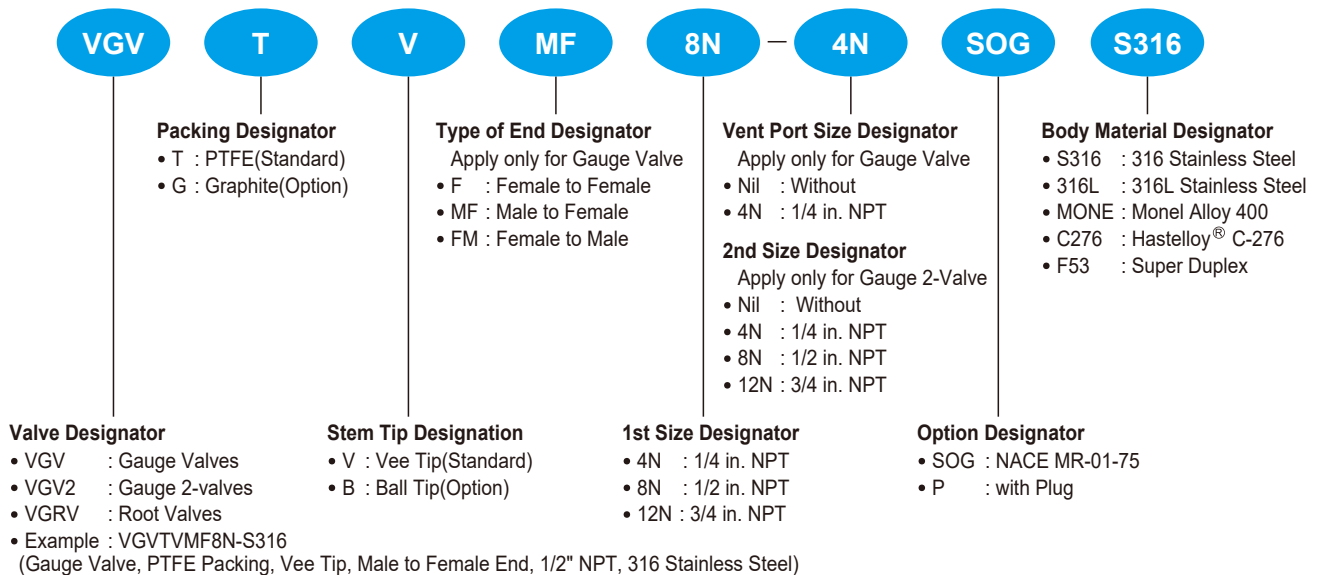 VGV T V MF 8N – 4N SOG S316
Packing Designator
• T : PTFE(Standard)
• G : Graphite(Option)
Type of End Designator
Apply only for Gauge Valve
• F : Female to Female
• MF : Male to Female
• FM : Female to Male
Vent Port Size Designator
Apply only for Gauge Valve
• Nil : Without
• 4N : 1/4 in. NPT
2nd Size Designator
Apply only for Gauge 2-Valve
• Nil : Without
• 4N : 1/4 in. NPT
• 8N : 1/2 in. NPT
• 12N : 3/4 in. NPT
Body Material Designator
• S316 : 316 Stainless Steel
• 316L : 316L Stainless Steel
• MONE : Monel Alloy 400
• C276 : Hastelloy® C-276
• F53 : Super Duplex
Valve Designator
• VGV : Gauge Valves
• VGV2 : Gauge 2-valves
• VGRV : Root Valves
• Example : VGVTVMF8N-S316
(Gauge Valve, PTFE Packing, Vee Tip, Male to Female End, 1/2" NPT, 316 Stainless Steel)
Stem Tip Designation
• V : Vee Tip(Standard)
• B : Ball Tip(Option)
1st Size Designator
• 4N : 1/4 in. NPT
• 8N : 1/2 in. NPT
• 12N : 3/4 in. NPT
Option Designator
• SOG : NACE MR-01-75
• P : with Plug